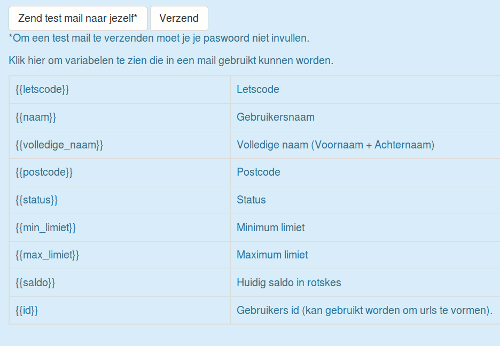 Zend test mail naar jezelf* Verzend
*Om een test mail te verzenden moet je je paswoord niet invullen.
Klik hier om variabelen te zien die in een mail gebruikt kunnen worden.
{{letscode}} Letscode
{{naam}} Gebruikersnaam
{{volledige_naam}} Volledige naam (Voornaam + Achternaam)
{{postcode}} Postcode
{{status}} Status
{{min_limiet}} Minimum limiet
{{max_limiet}} Maximum limiet
{{saldo}} Huidig saldo in rotskes
{{id}} Gebruikers id (kan gebruikt worden om urls te vormen).